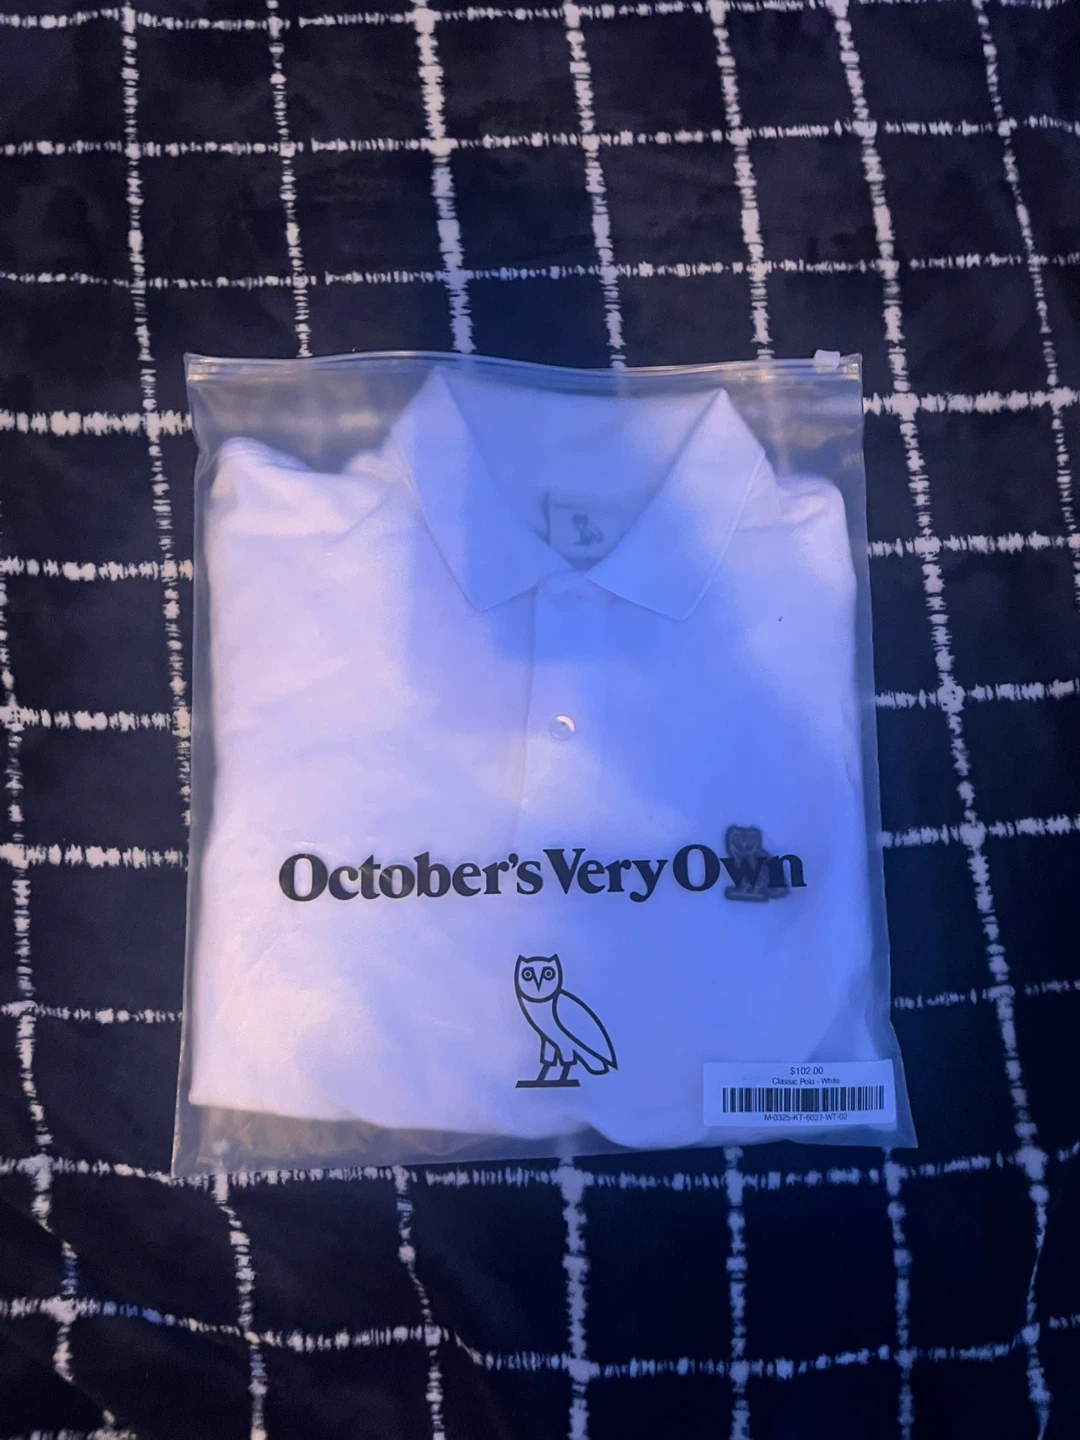 October's Very Own
$102.00
Classic Polo - White
M-0325-KT-6027-WT-02